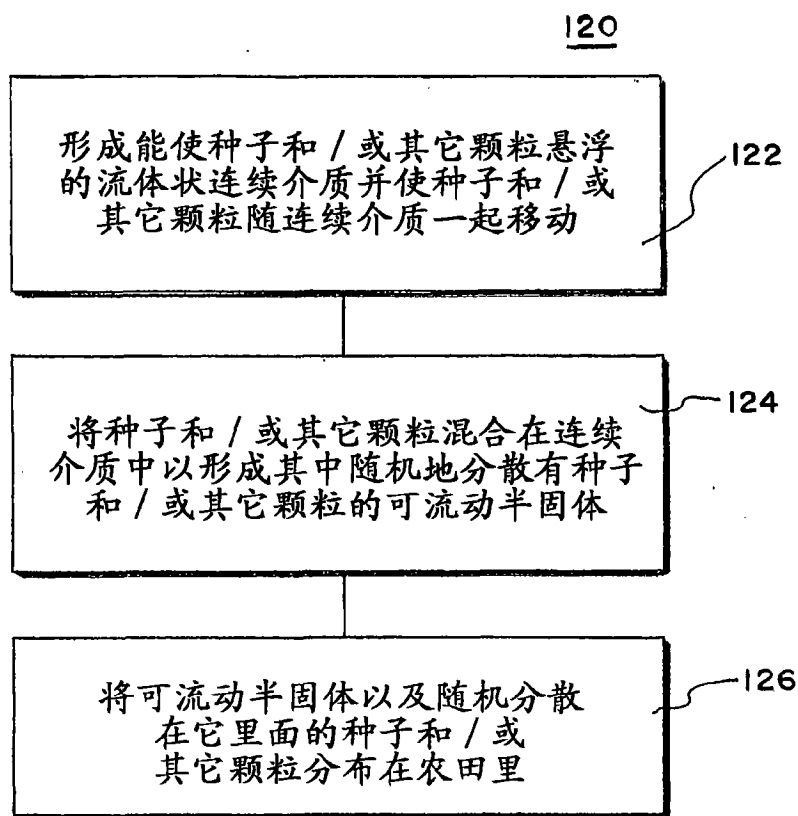 120
形成能使种子和/或其它颗粒悬浮
的流体状连续介质并使种子和/或
其它颗粒随连续介质一起移动
122
将种子和/或其它颗粒混合在连续
介质中以形成其中随机地分散有种子
和/或其它颗粒的可流动半固体
124
将可流动半固体以及随机分散
在它里面的种子和/或
其它颗粒分布在农田里
126